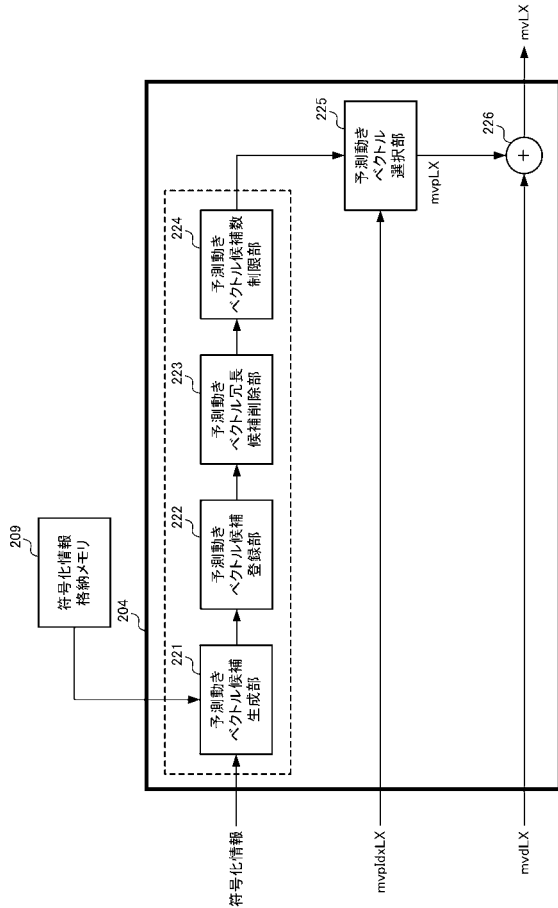 209
符号化情報
格納メモリ
204
221
予測動き
ベクトル候補
生成部
222
予測動き
ベクトル候補
登録部
223
予測動き
ベクトル冗長
候補削除部
224
予測動き
ベクトル候補数
制限部
225
予測動き
ベクトル
選択部
mvpLX
226
+
mvLX
符号化情報
mvpIdxLX
mvdLX